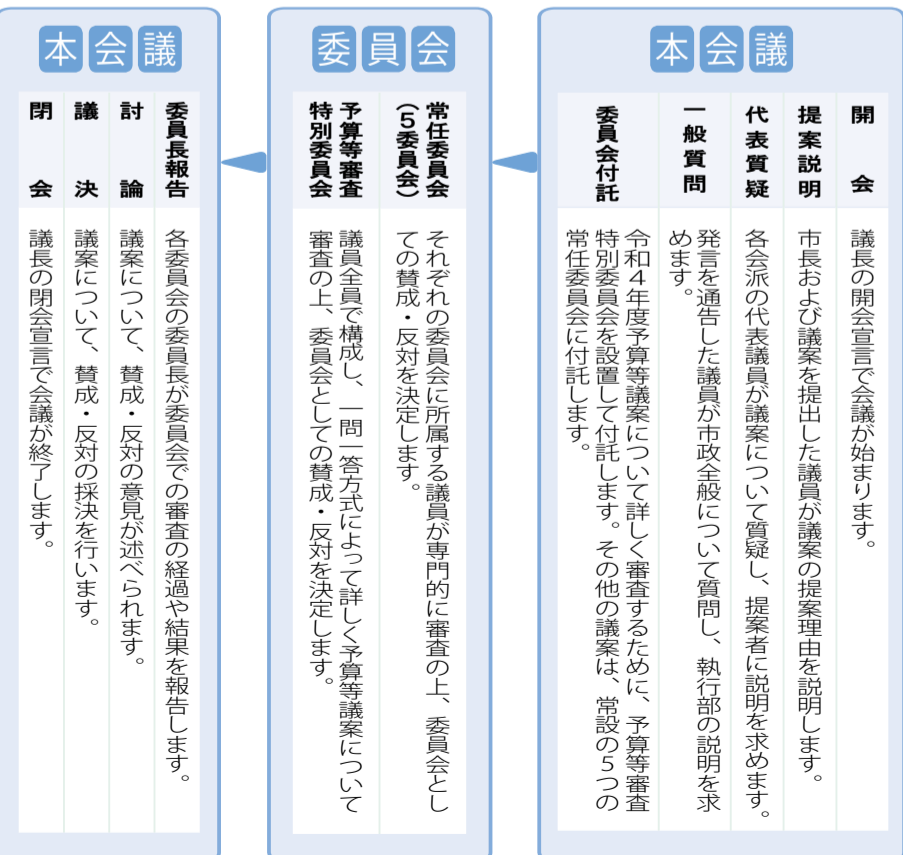 本会議
開会
議長の開会宣言で会議が始まります。
提案説明
市長および議案を提出した議員が議案の提案理由を説明します。
代表質疑
各会派の代表議員が議案について質疑し、提案者に説明を求めます。
一般質問
発言を通告した議員が市政全般について質問し、執行部の説明を求
めます。
委員会付託
令和４年度予算等議案について詳しく審査するために、予算等審査
特別委員会を設置して付託します。その他の議案は、常設の５つの
常任委員会に付託します。
委員会
常任委員会
（５委員会）
それぞれの委員会に所属する議員が専門的に審査の上、委員会とし
ての賛成・反対を決定します。
予算等審査
特別委員会
議員全員で構成し、一問一答方式によって詳しく予算等議案について
審査の上、委員会としての賛成・反対を決定します。
本会議
委員長報告
各委員会の委員長が委員会での審査の経過や結果を報告します。
討論
議案について、賛成・反対の意見が述べられます。
議決
議案について、賛成・反対の採決を行います。
閉会
議長の閉会宣言で会議が終了します。